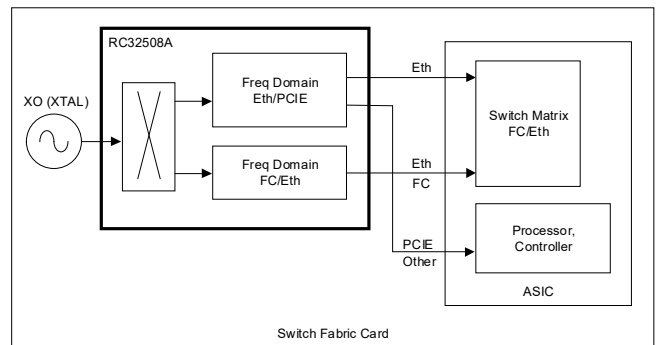 RC32508A
XO (XTAL)
Freq Domain
Eth/PCIE
Freq Domain
FC/Eth
Eth
Eth
FC
PCIE
Other
Switch Matrix
FC/Eth
Processor,
Controller
ASIC
Switch Fabric Card